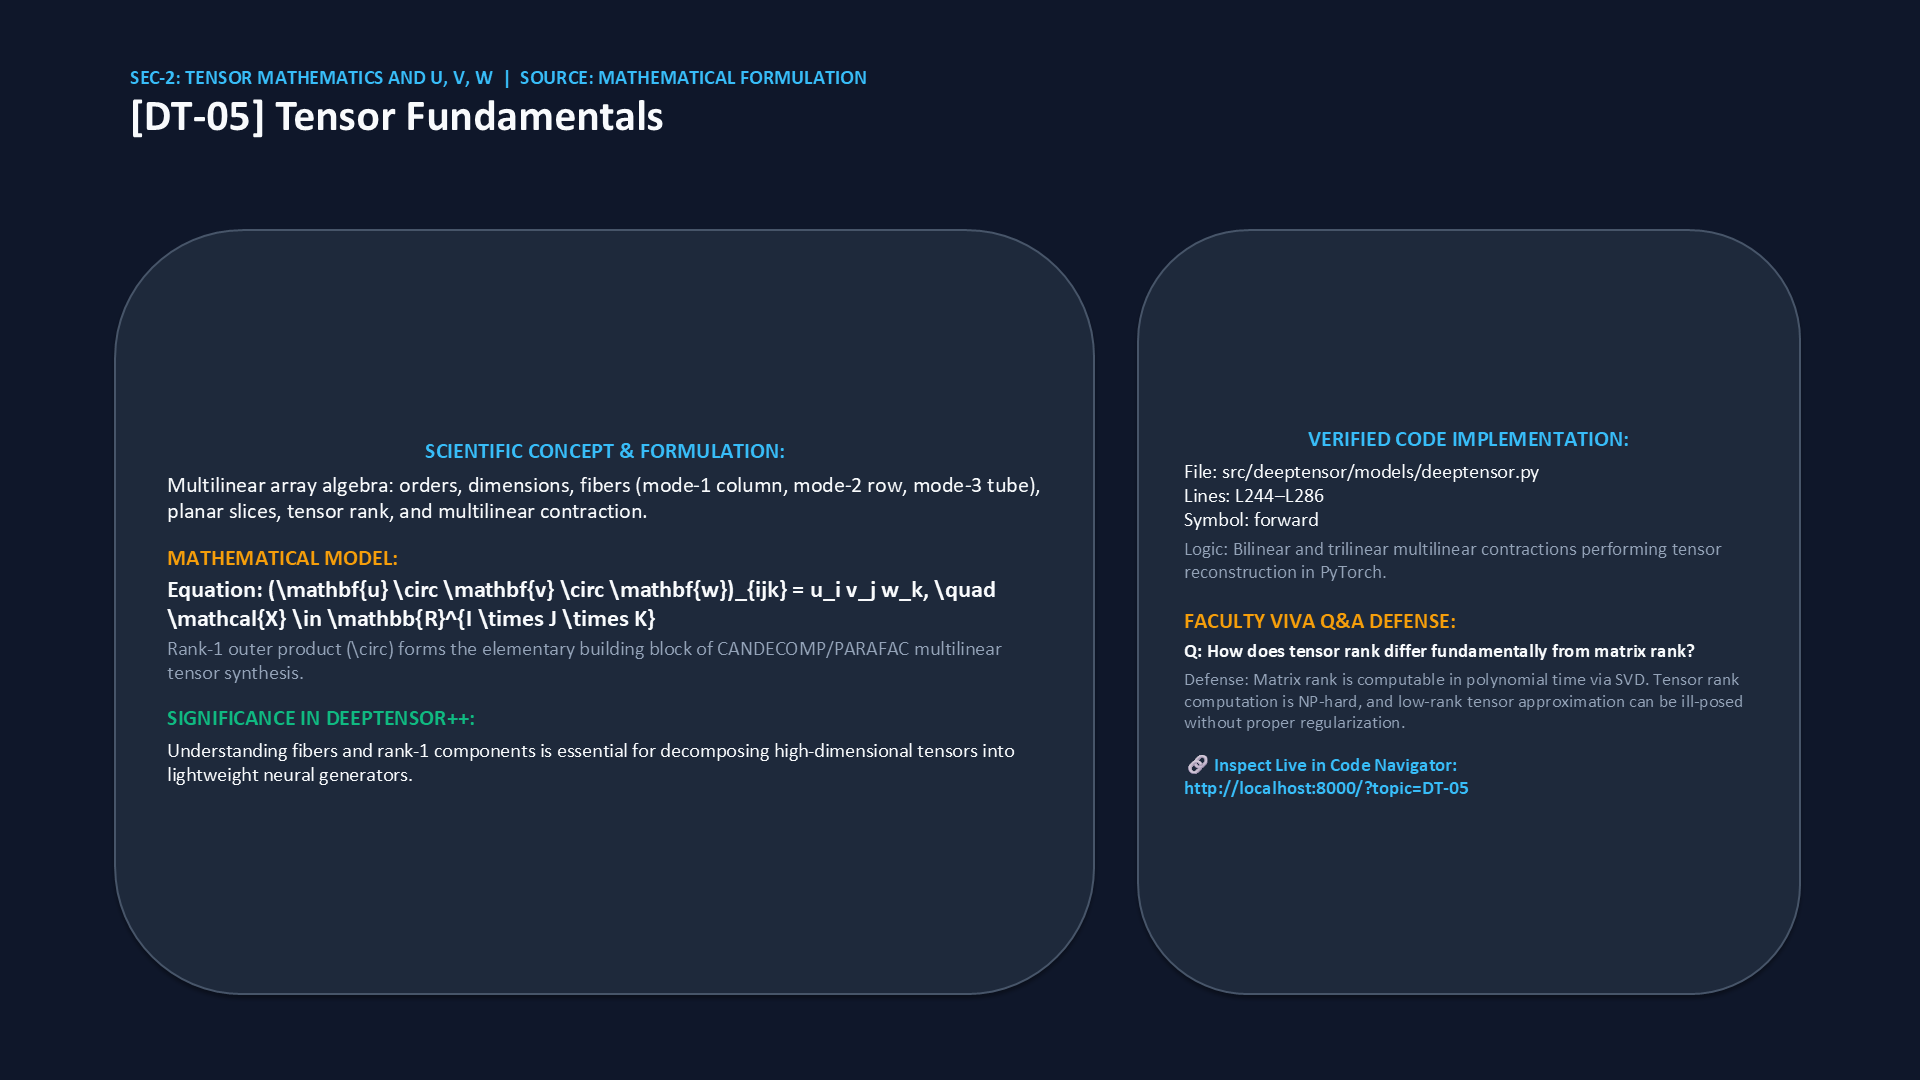 SEC-2: TENSOR MATHEMATICS AND U, V, W | SOURCE: MATHEMATICAL FORMULATION
[DT-05] Tensor Fundamentals
SCIENTIFIC CONCEPT & FORMULATION:
Multilinear array algebra: orders, dimensions, fibers (mode-1 column, mode-2 row, mode-3 tube),
planar slices, tensor rank, and multilinear contraction.
MATHEMATICAL MODEL:
Equation: (\mathbf{u} \circ \mathbf{v} \circ \mathbf{w})_{ijk} = u_i v_j w_k, \quad
\mathcal{X} \in \mathbb{R}^{I \times J \times K}
Rank-1 outer product (\circ) forms the elementary building block of CANDECOMP/PARAFAC multilinear
tensor synthesis.
SIGNIFICANCE IN DEEPTENSOR++:
Understanding fibers and rank-1 components is essential for decomposing high-dimensional tensors into
lightweight neural generators.
VERIFIED CODE IMPLEMENTATION:
File: src/deeptensor/models/deeptensor.py
Lines: L244–L286
Symbol: forward
Logic: Bilinear and trilinear multilinear contractions performing tensor
reconstruction in PyTorch.
FACULTY VIVA Q&A DEFENSE:
Q: How does tensor rank differ fundamentally from matrix rank?
Defense: Matrix rank is computable in polynomial time via SVD. Tensor rank
computation is NP-hard, and low-rank tensor approximation can be ill-posed
without proper regularization.
🔗 Inspect Live in Code Navigator:
http://localhost:8000/?topic=DT-05